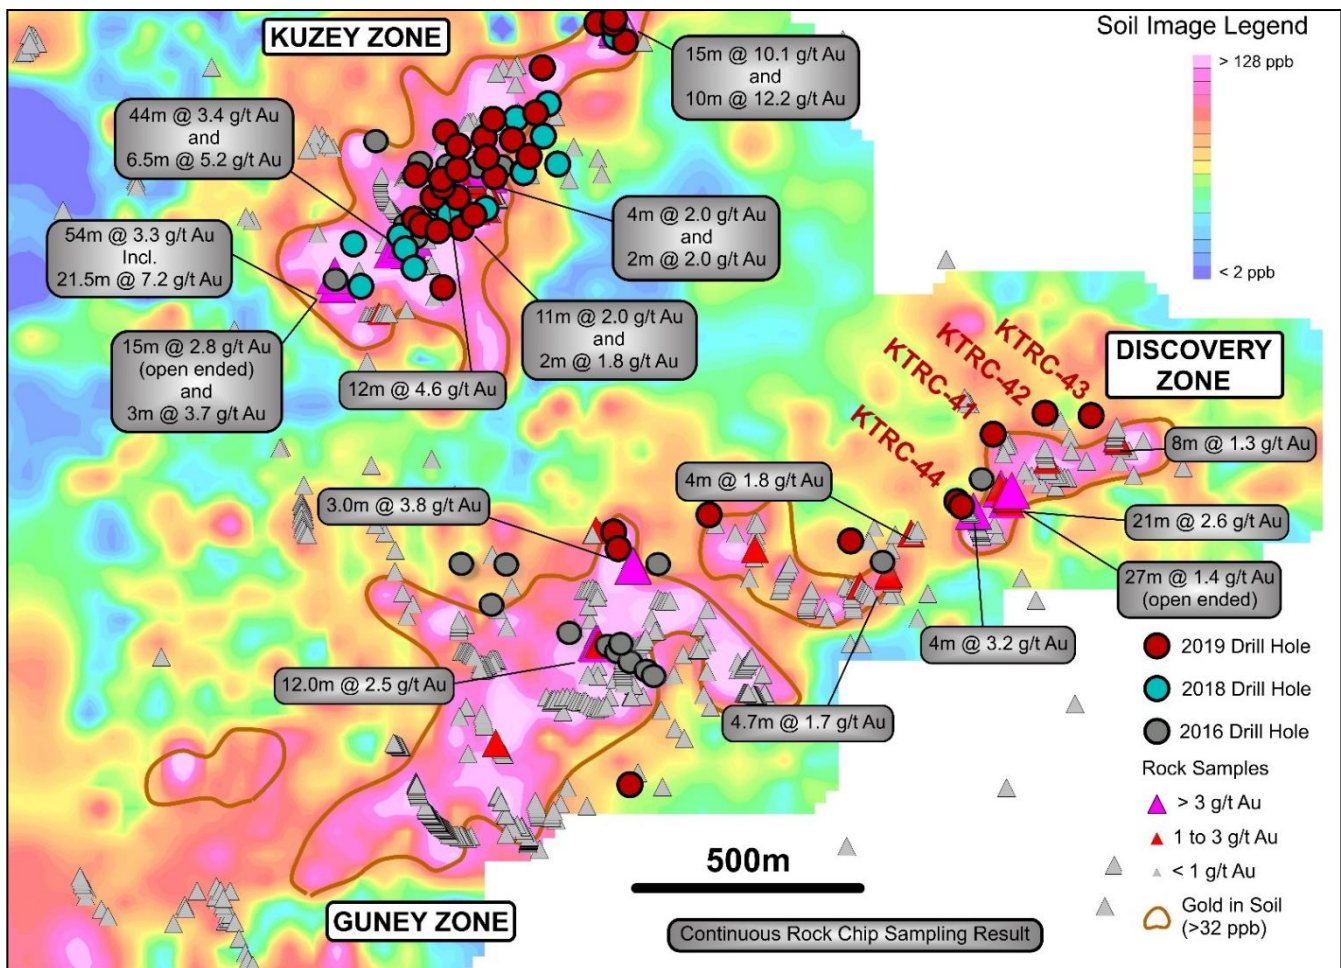 KUZEY ZONE
Soil Image Legend
> 128 ppb
< 2 ppb
15m @ 10.1 g/t Au
and
10m @ 12.2 g/t Au
44m @ 3.4 g/t Au
and
6.5m @ 5.2 g/t Au
4m @ 2.0 g/t Au
and
2m @ 2.0 g/t Au
54m @ 3.3 g/t Au
Incl.
21.5m @ 7.2 g/t Au
11m @ 2.0 g/t Au
and
2m @ 1.8 g/t Au
15m @ 2.8 g/t Au
(open ended)
and
3m @ 3.7 g/t Au
12m @ 4.6 g/t Au
DISCOVERY
ZONE
KTRC-44
KTRC-41
KTRC-42
KTRC-43
8m @ 1.3 g/t Au
4m @ 1.8 g/t Au
3.0m @ 3.8 g/t Au
21m @ 2.6 g/t Au
27m @ 1.4 g/t Au
(open ended)
4m @ 3.2 g/t Au
12.0m @ 2.5 g/t Au
4.7m @ 1.7 g/t Au
2019 Drill Hole
2018 Drill Hole
2016 Drill Hole
Rock Samples
> 3 g/t Au
1 to 3 g/t Au
< 1 g/t Au
Gold in Soil
(>32 ppb)
500m
GUNEY ZONE
Continuous Rock Chip Sampling Result